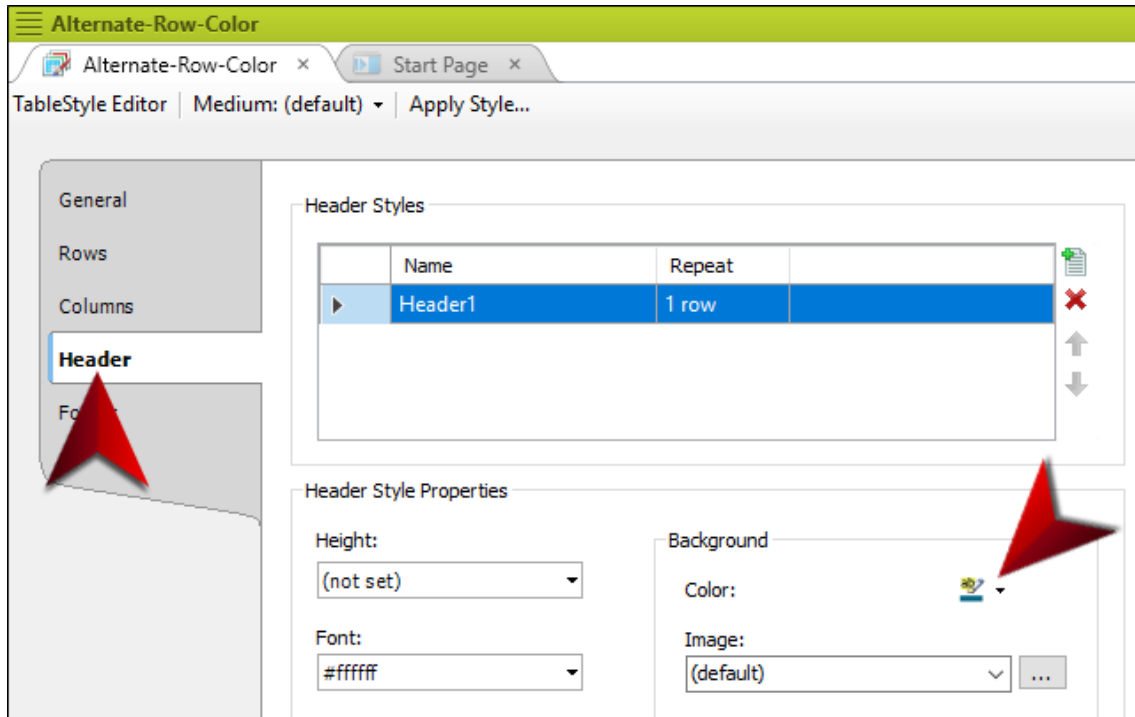 Alternate-Row-Color
Alternate-Row-Color × Start Page ×
TableStyle Editor Medium: (default) Apply Style...
General
Rows
Columns
Header
Header Styles
Name Repeat
Header1 1 row
Header Style Properties
Height:
(not set)
Font:
#ffffff
Background
Color:
Image:
(default) ...